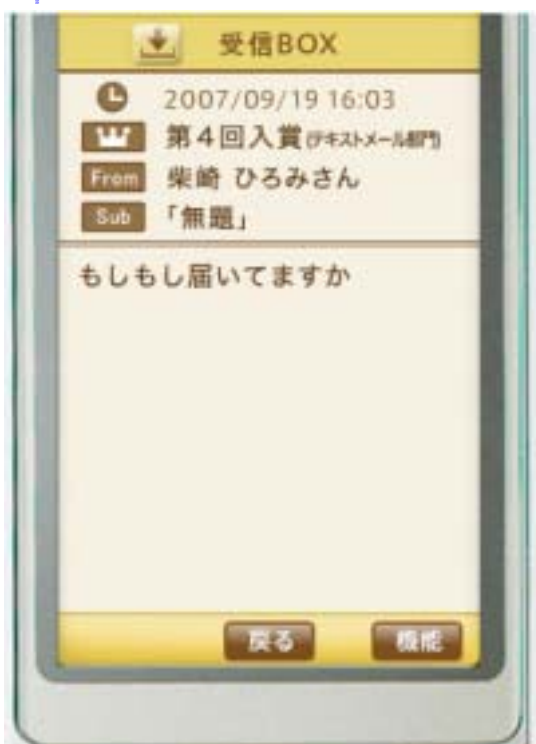 受信BOX
2007/09/19 16:03
第4回入賞(テキストメール部門)
From 柴崎 ひろみさん
Sub 「無題」
もしもし届いてますか
戻る 機能